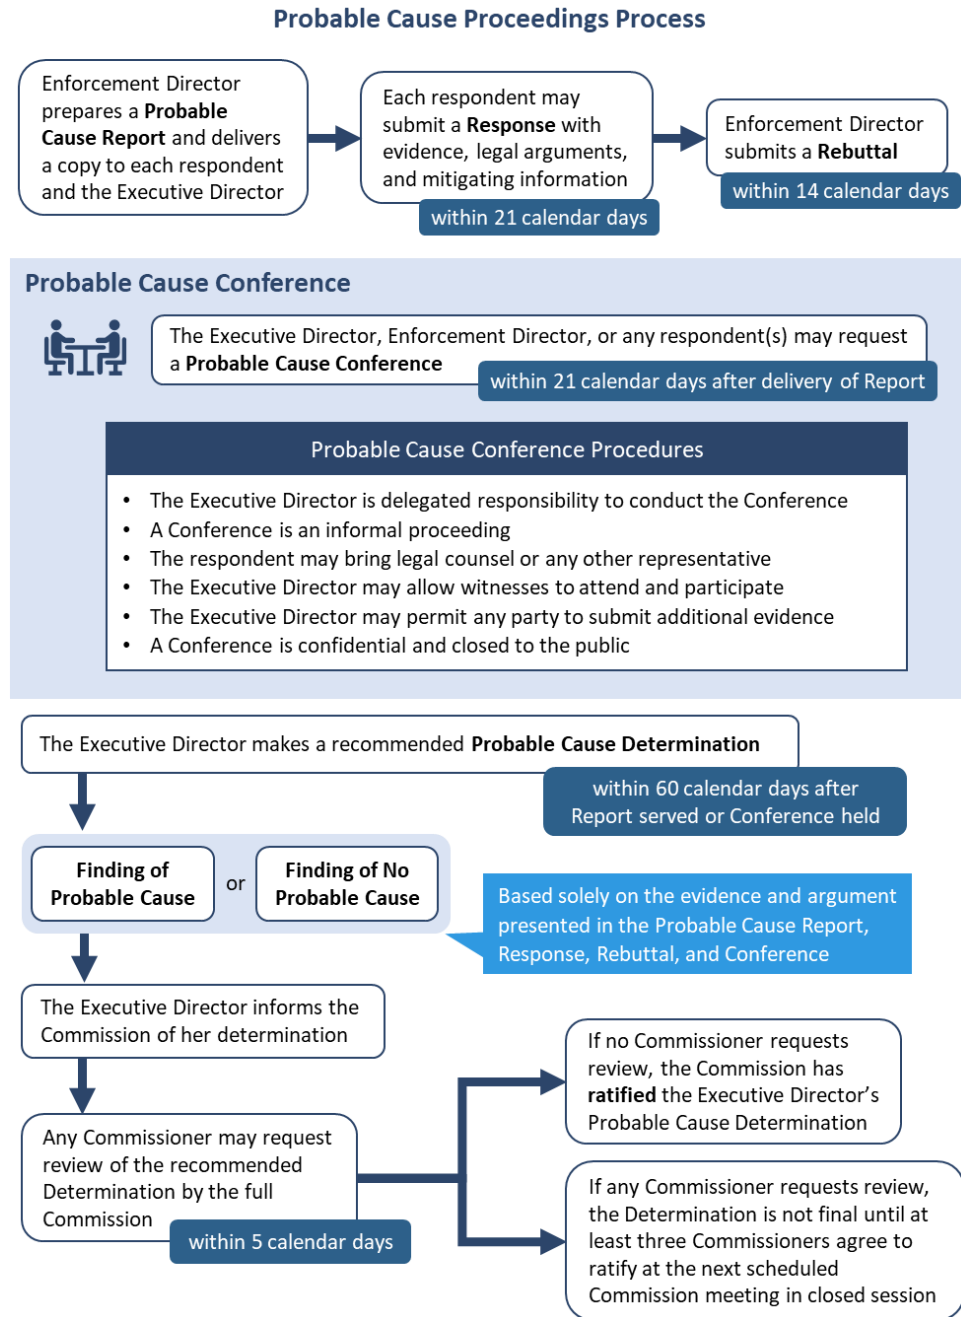 Probable Cause Proceedings Process
Enforcement Director
prepares a Probable
Cause Report and delivers
a copy to each respondent
and the Executive Director
Each respondent may
submit a Response with
evidence, legal arguments,
and mitigating information
within 21 calendar days
Enforcement Director
submits a Rebuttal
within 14 calendar days
Probable Cause Conference
The Executive Director, Enforcement Director, or any respondent(s) may request
a Probable Cause Conference
within 21 calendar days after delivery of Report
Probable Cause Conference Procedures
• The Executive Director is delegated responsibility to conduct the Conference
• A Conference is an informal proceeding
• The respondent may bring legal counsel or any other representative
• The Executive Director may allow witnesses to attend and participate
• The Executive Director may permit any party to submit additional evidence
• A Conference is confidential and closed to the public
The Executive Director makes a recommended Probable Cause Determination
within 60 calendar days after
Report served or Conference held
Finding of
Probable Cause
or
Finding of No
Probable Cause
Based solely on the evidence and argument
presented in the Probable Cause Report,
Response, Rebuttal, and Conference
The Executive Director informs the
Commission of her determination
Any Commissioner may request
review of the recommended
Determination by the full
Commission
within 5 calendar days
If no Commissioner requests
review, the Commission has
ratified the Executive Director's
Probable Cause Determination
If any Commissioner requests review,
the Determination is not final until at
least three Commissioners agree to
ratify at the next scheduled
Commission meeting in closed session